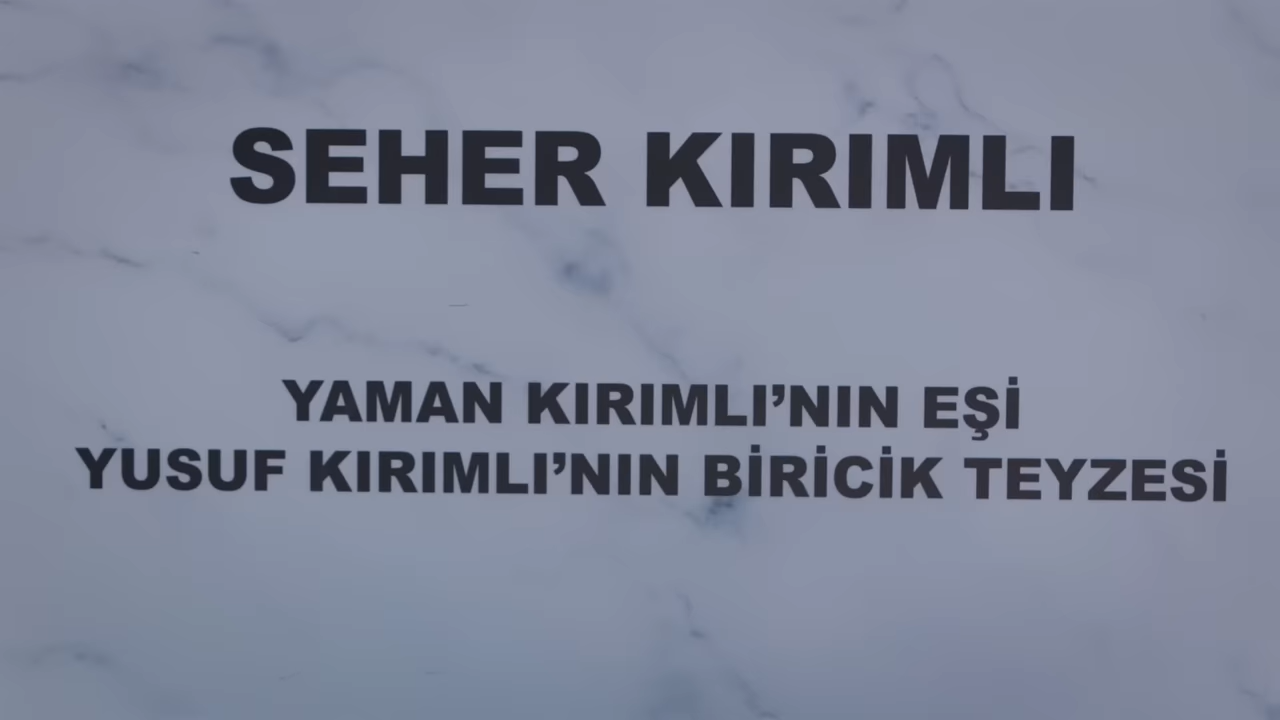 SEHER KIRIMLI
YAMAN KIRIMLI’NIN EŞİ
YUSUF KIRIMLI’NIN BİRİCİK TEYZESİ